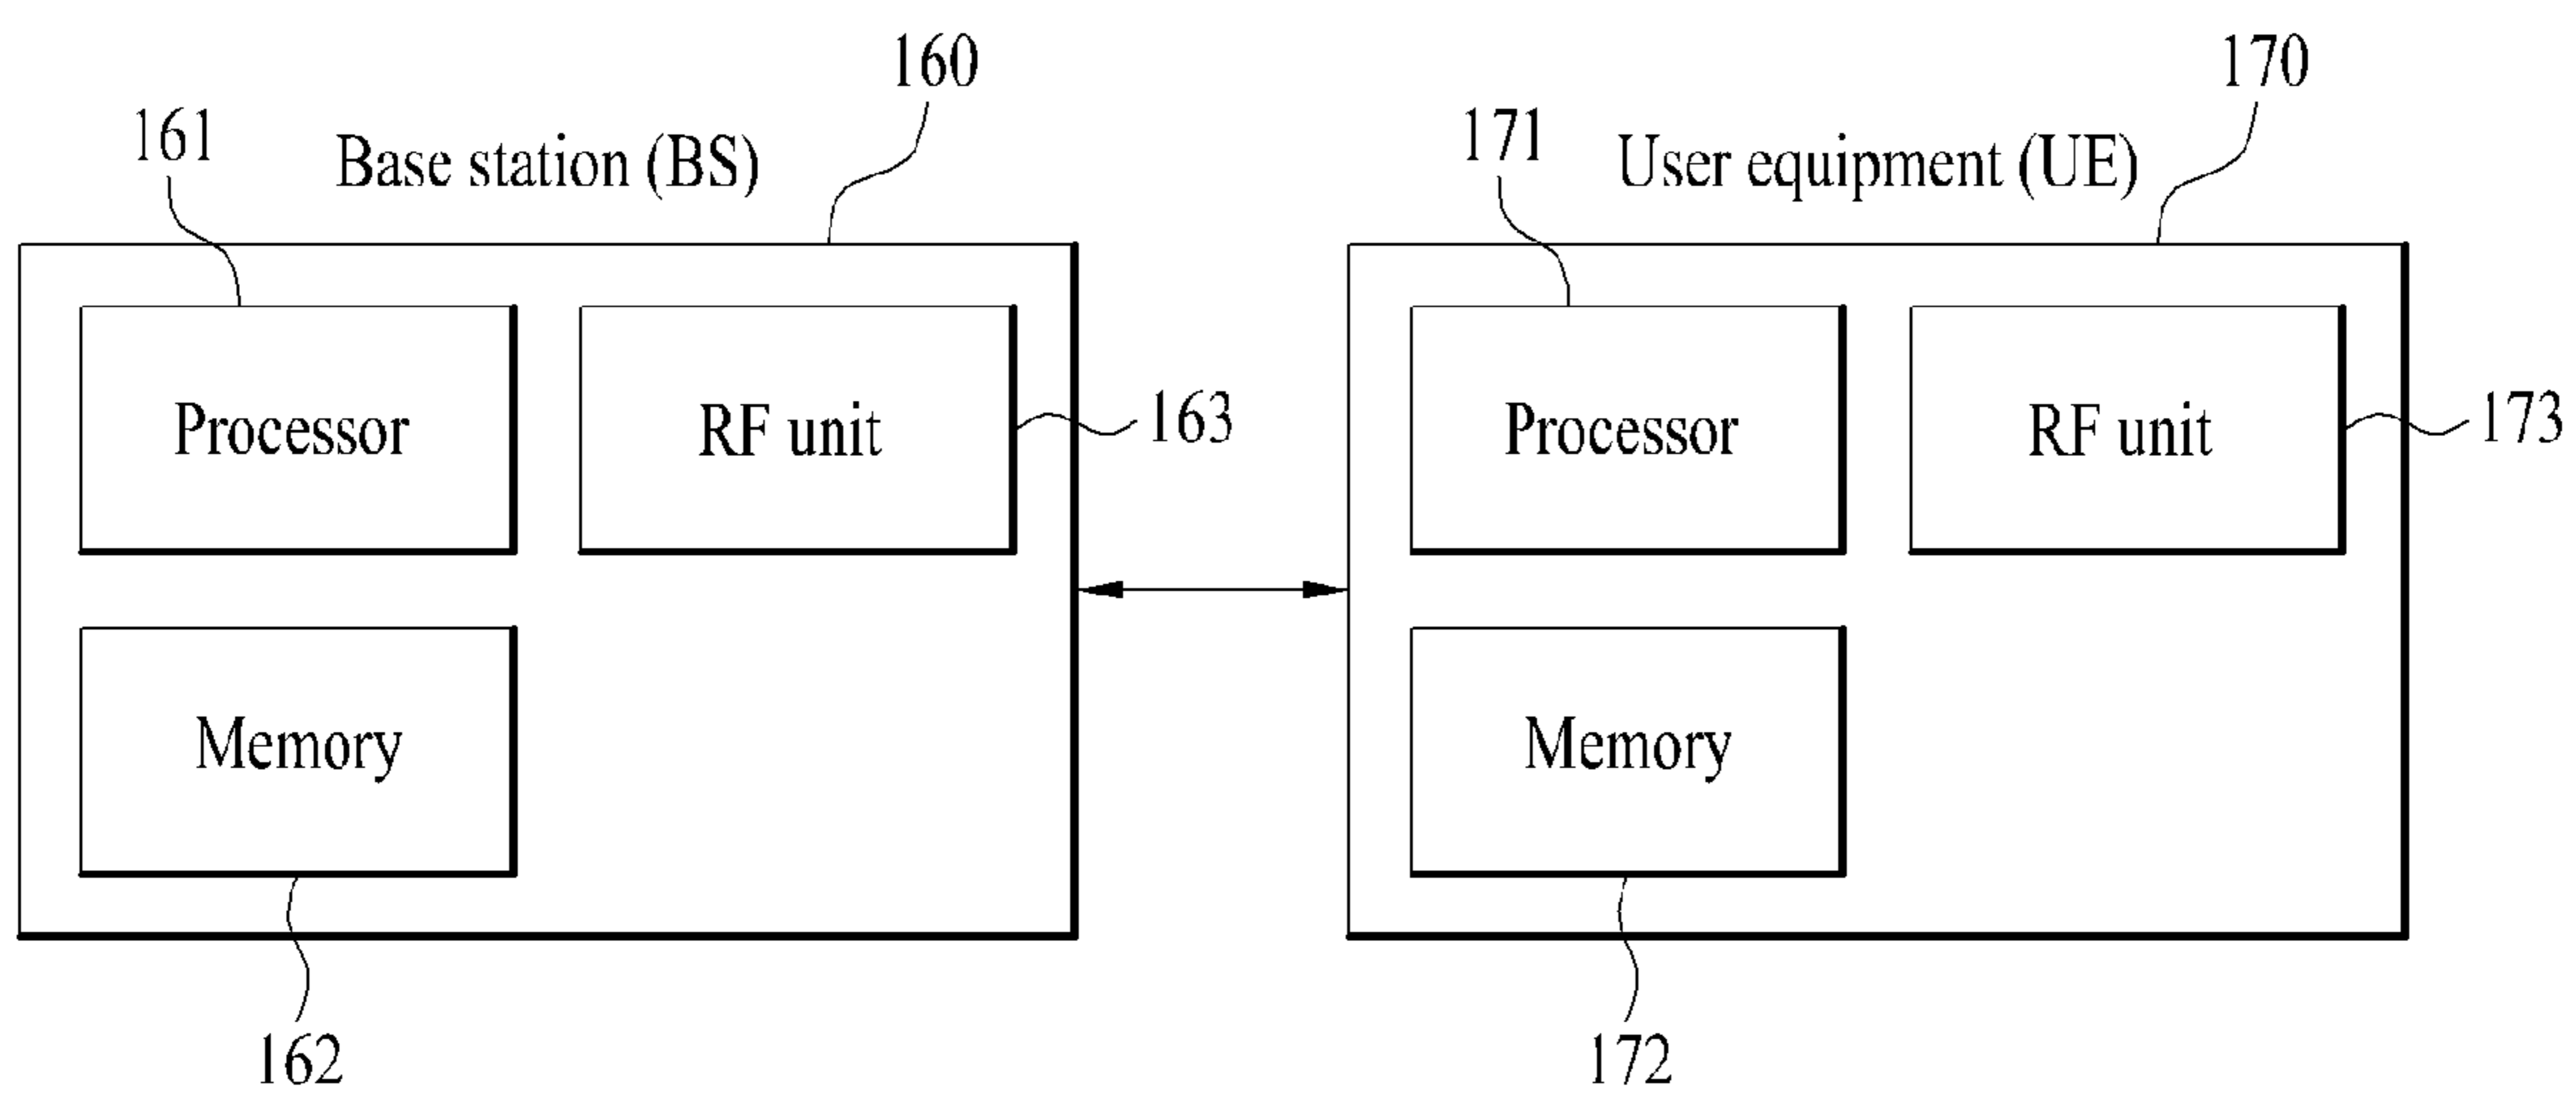 160
170
161
Base station (BS)
171
User equipment (UE)
Processor
RF unit
163
Processor
RF unit
173
Memory
Memory
162
172